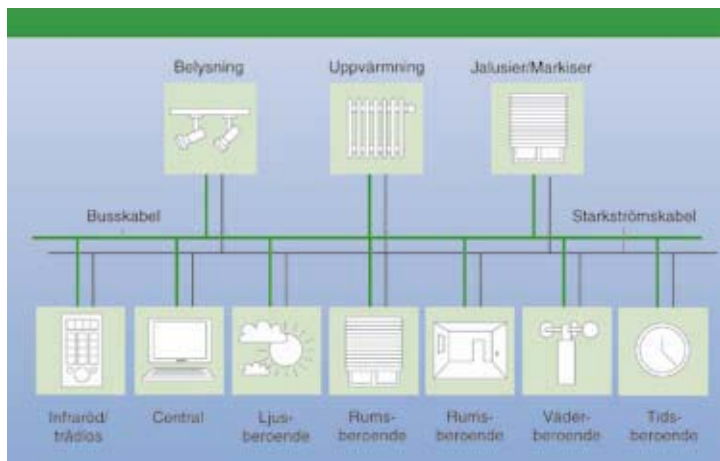 Belysning
Uppvärmning
Jalusier/Markiser
Busskabel
Starkströmskabel
Infraröd/
trådlös
Central
Ljus-
beroende
Rums-
beroende
Rums-
beroende
Väder-
beroende
Tids-
beroende